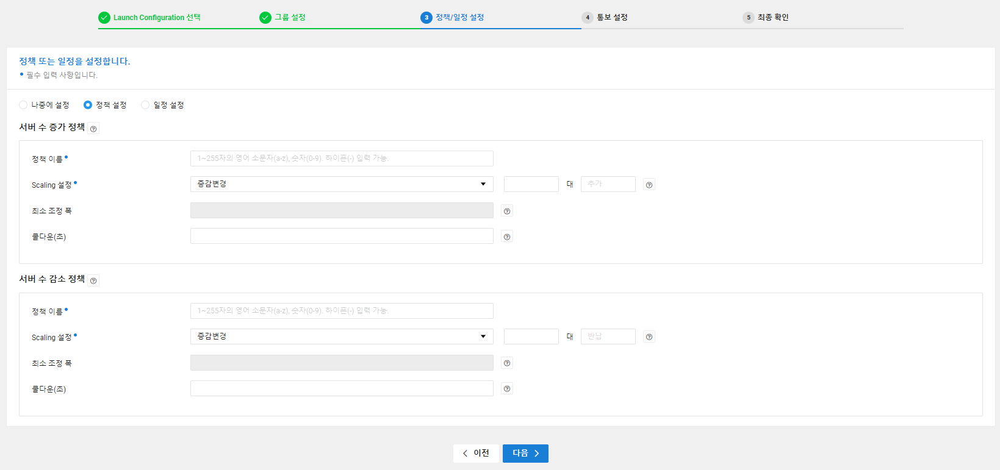 Launch Configuration 선택
그룹 설정
3 정책/일정 설정
4 통보 설정
5 최종 확인
정책 또는 일정을 설정합니다.
필수 입력 사항입니다.
나중에 설정
정책 설정
일정 설정
서버 수 증가 정책 ?
정책 이름
1~255자의 영어 소문자(a-z), 숫자(0-9). 하이픈(-) 입력 가능.
Scaling 설정
증감변경
대
추가
?
최소 조정 폭
?
쿨다운(초)
?
서버 수 감소 정책 ?
정책 이름
1~255자의 영어 소문자(a-z), 숫자(0-9). 하이픈(-) 입력 가능.
Scaling 설정
증감변경
대
반납
?
최소 조정 폭
?
쿨다운(초)
?
이전
다음